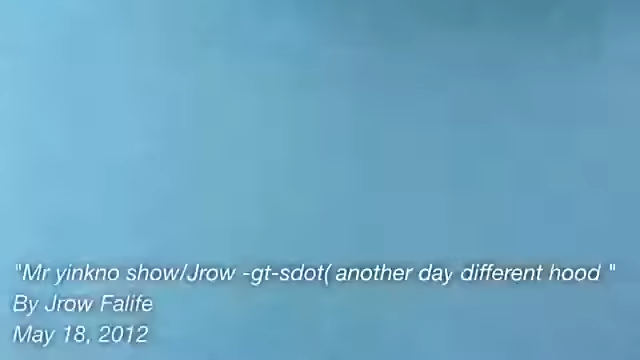 "Mr yinkno show/Jrow -gt-sdot( another day different hood "
By Jrow Falife
May 18, 2012